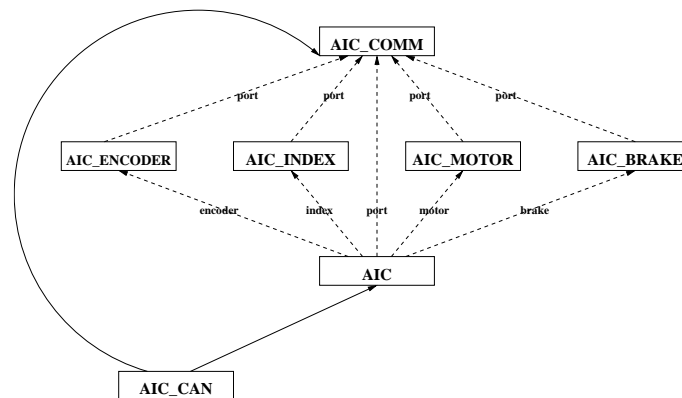 AIC_COMM
port port port port
AIC_ENCODER AIC_INDEX AIC_MOTOR AIC_BRAKE
encoder index port motor brake
AIC
AIC_CAN